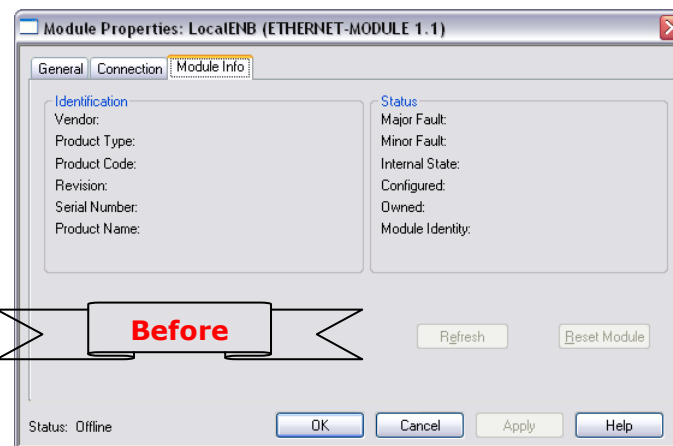 Module Properties: LocalENB (ETHERNET-MODULE 1.1)
General Connection Module Info
Identification
Vendor:
Product Type:
Product Code:
Revision:
Serial Number:
Product Name:
Status
Major Fault:
Minor Fault:
Internal State:
Configured:
Owned:
Module Identity:
Before
Refresh Reset Module
Status: Offline OK Cancel Apply Help